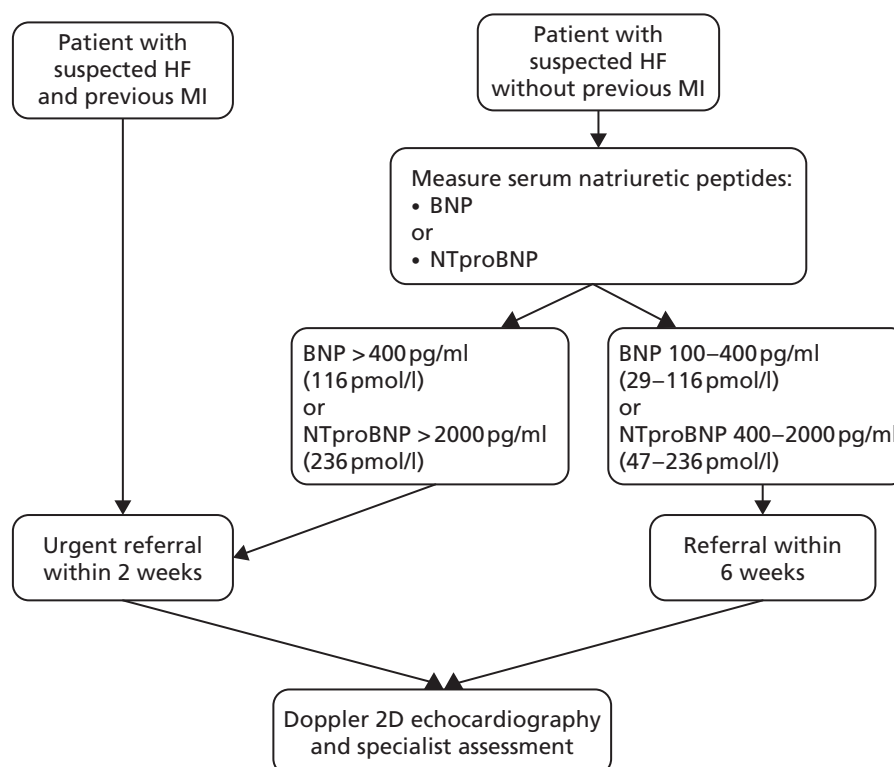 Patient with
suspected HF
and previous MI
Patient with
suspected HF
without previous MI
Measure serum natriuretic peptides:
• BNP
or
• NTproBNP
BNP >400 pg/ml
(116 pmol/l)
or
NTproBNP >2000 pg/ml
(236 pmol/l)
BNP 100–400 pg/ml
(29–116 pmol/l)
or
NTproBNP 400–2000 pg/ml
(47–236 pmol/l)
Urgent referral
within 2 weeks
Referral within
6 weeks
Doppler 2D echocardiography
and specialist assessment